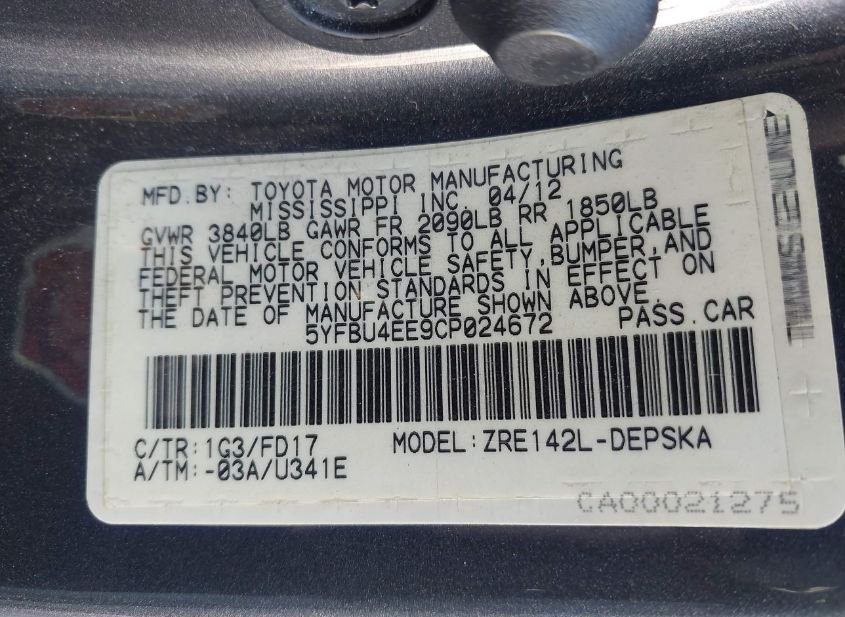 MFD.BY: TOYOTA MOTOR MANUFACTURING
MISSISSIPPI INC. 04/12
GVWR 3840LB GAWR FR 2090LB RR 1850LB
THIS VEHICLE CONFORMS TO ALL APPLICABLE
FEDERAL MOTOR VEHICLE SAFETY,BUMPER,AND
THEFT PREVENTION STANDARDS IN EFFECT ON
THE DATE OF MANUFACTURE SHOWN ABOVE.
5YFBU4EE9CP024672 PASS.CAR
C/TR:1G3/FD17 MODEL:ZRE142L-DEPSKA
A/TM:-03A/U341E
CA00021275